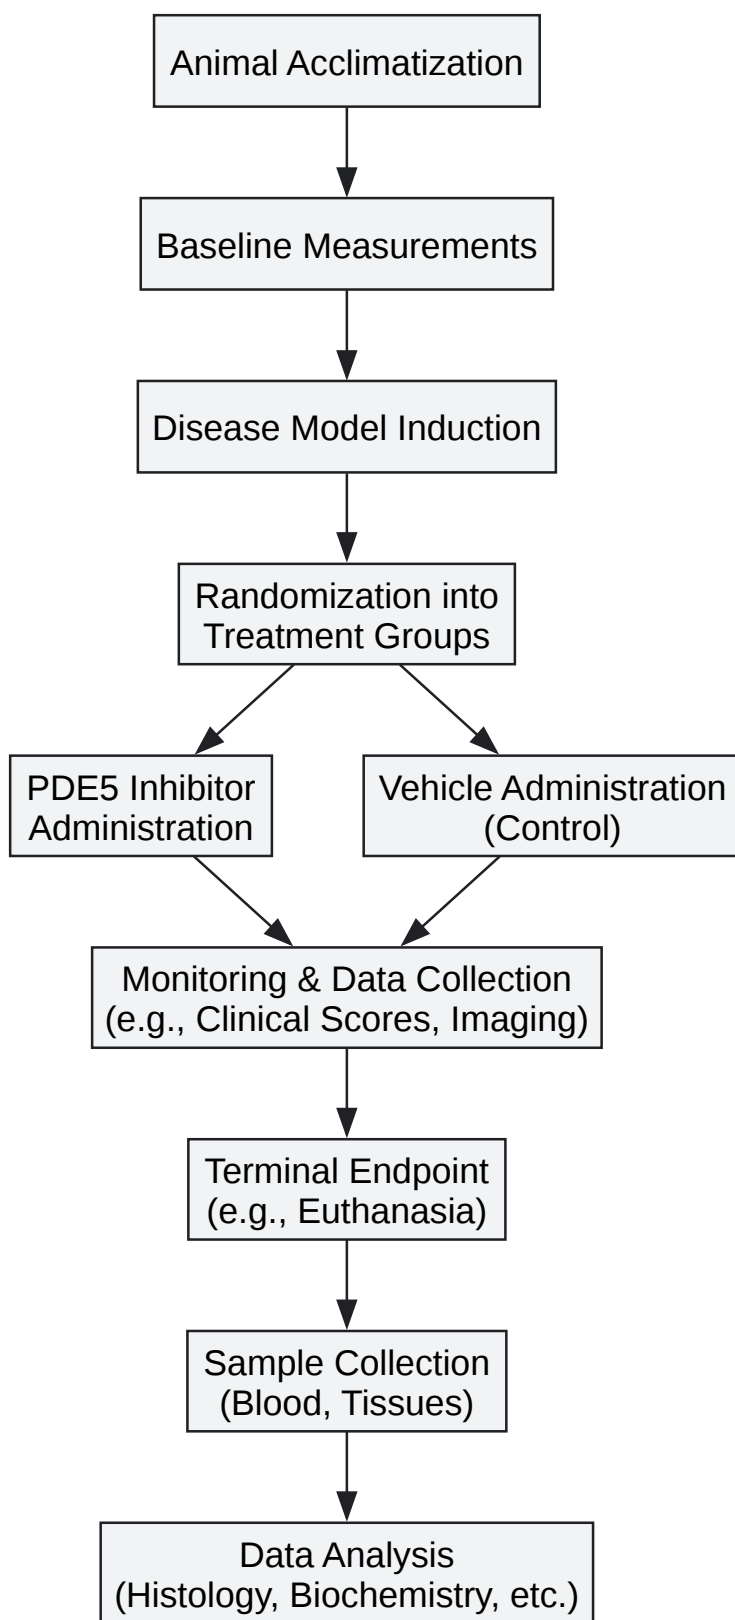 Animal Acclimatization
Baseline Measurements
Disease Model Induction
Randomization into
Treatment Groups
PDE5 Inhibitor
Administration
Vehicle Administration
(Control)
Monitoring & Data Collection
(e.g., Clinical Scores, Imaging)
Terminal Endpoint
(e.g., Euthanasia)
Sample Collection
(Blood, Tissues)
Data Analysis
(Histology, Biochemistry, etc.)